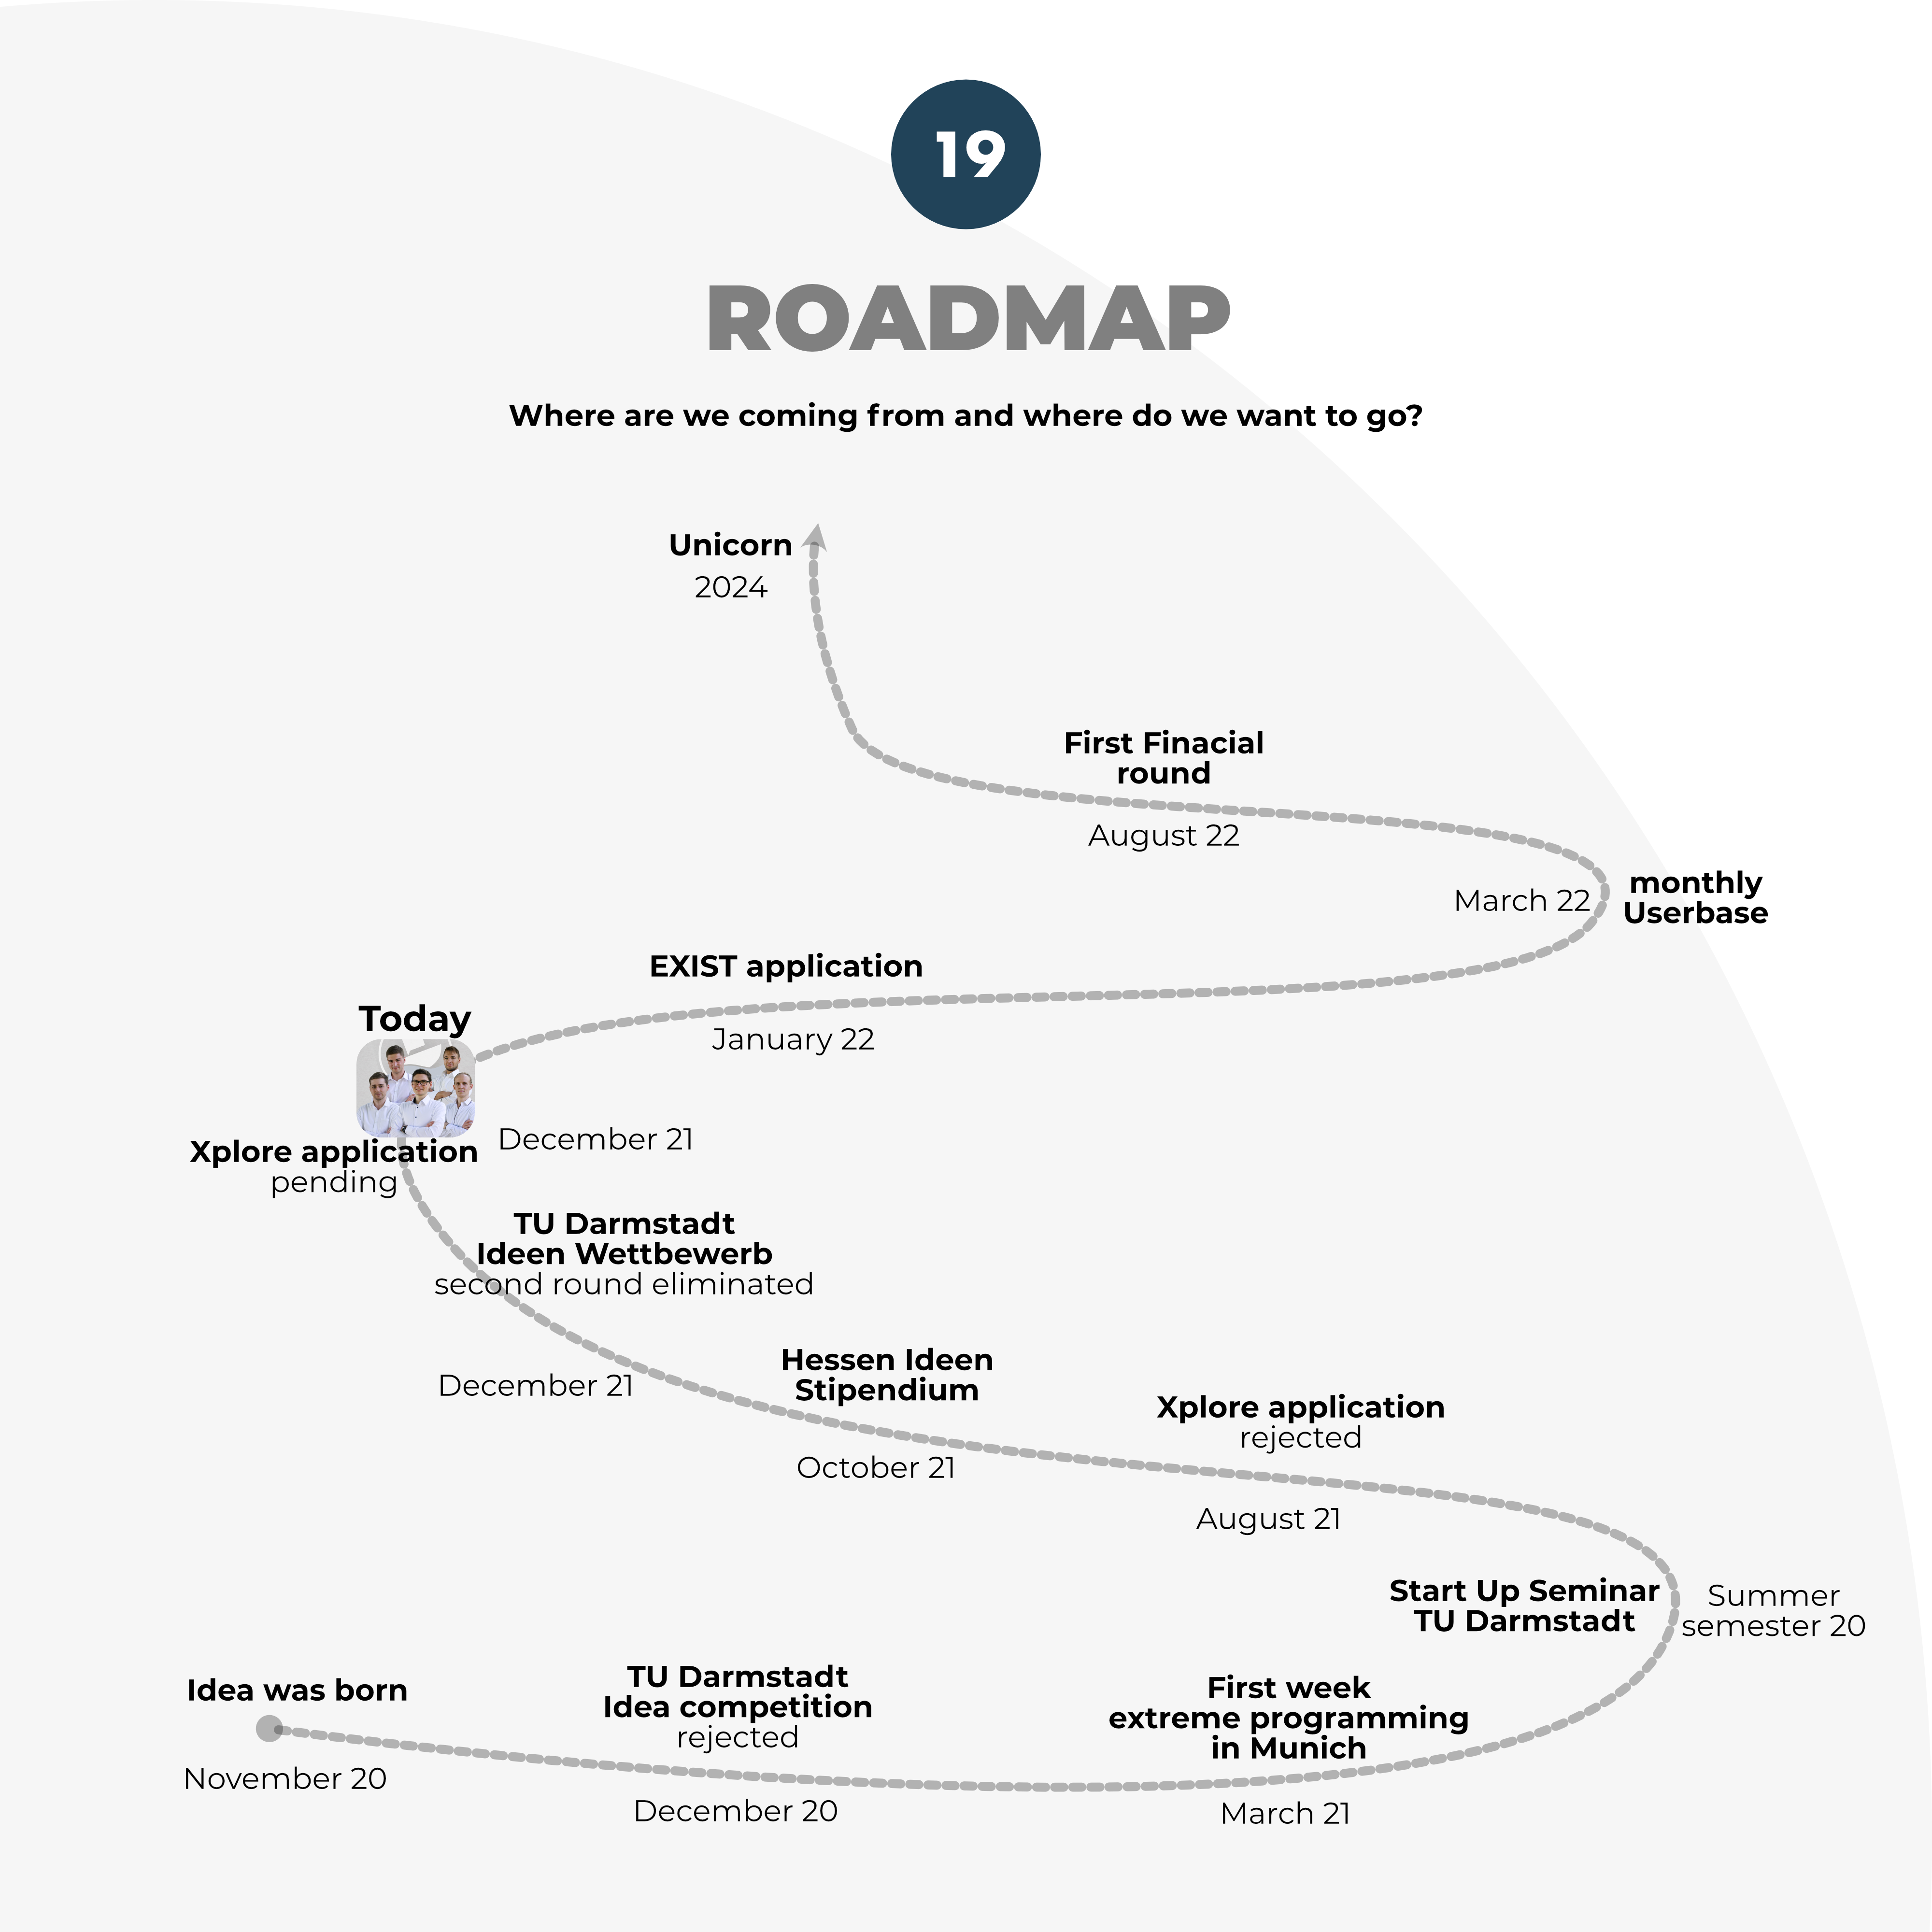 19
ROADMAP
Where are we coming from and where do we want to go?
Unicorn
2024
First Finacial
round
August 22
March 22
monthly
Userbase
EXIST application
January 22
Today
December 21
Xplore application
pending
TU Darmstadt
Ideen Wettbewerb
second round eliminated
December 21
Hessen Ideen
Stipendium
October 21
Xplore application
rejected
August 21
Start Up Seminar
TU Darmstadt
Summer
semester 20
Idea was born
November 20
TU Darmstadt
Idea competition
rejected
December 20
First week
extreme programming
in Munich
March 21